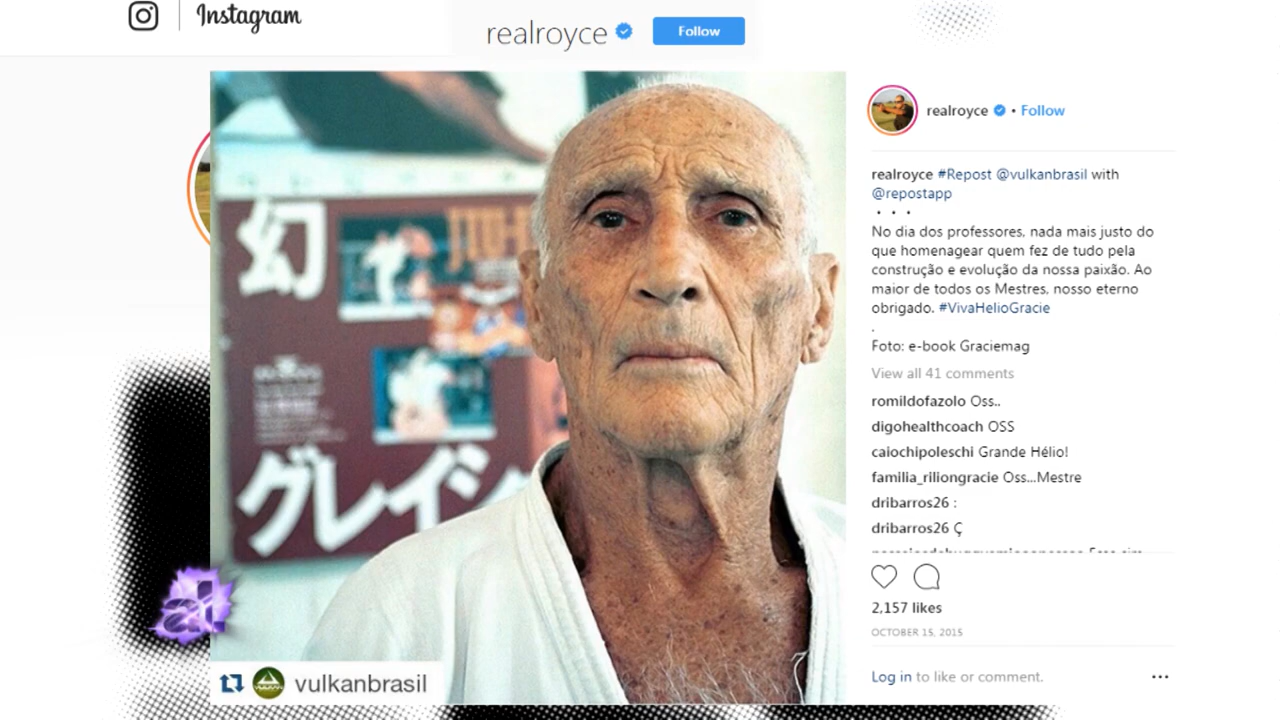 Instagram
realroyce
Follow
幻
グレイシ
vulkanbrasil
realroyce • Follow
realroyce #Repost @vulkanbrasil with
@repostapp
• • •
No dia dos professores, nada mais justo do
que homenagear quem fez de tudo pela
construção e evolução da nossa paixão. Ao
maior de todos os Mestres, nosso eterno
obrigado. #VivaHelioGracie
.
Foto: e-book Graciemag
View all 41 comments
romildofazolo Oss..
digohealthcoach OSS
caiochipoleschi Grande Hélio!
familia_riliongracie Oss...Mestre
dribarros26 :
dribarros26 Ç
2,157 likes
OCTOBER 15, 2015
Log in to like or comment.